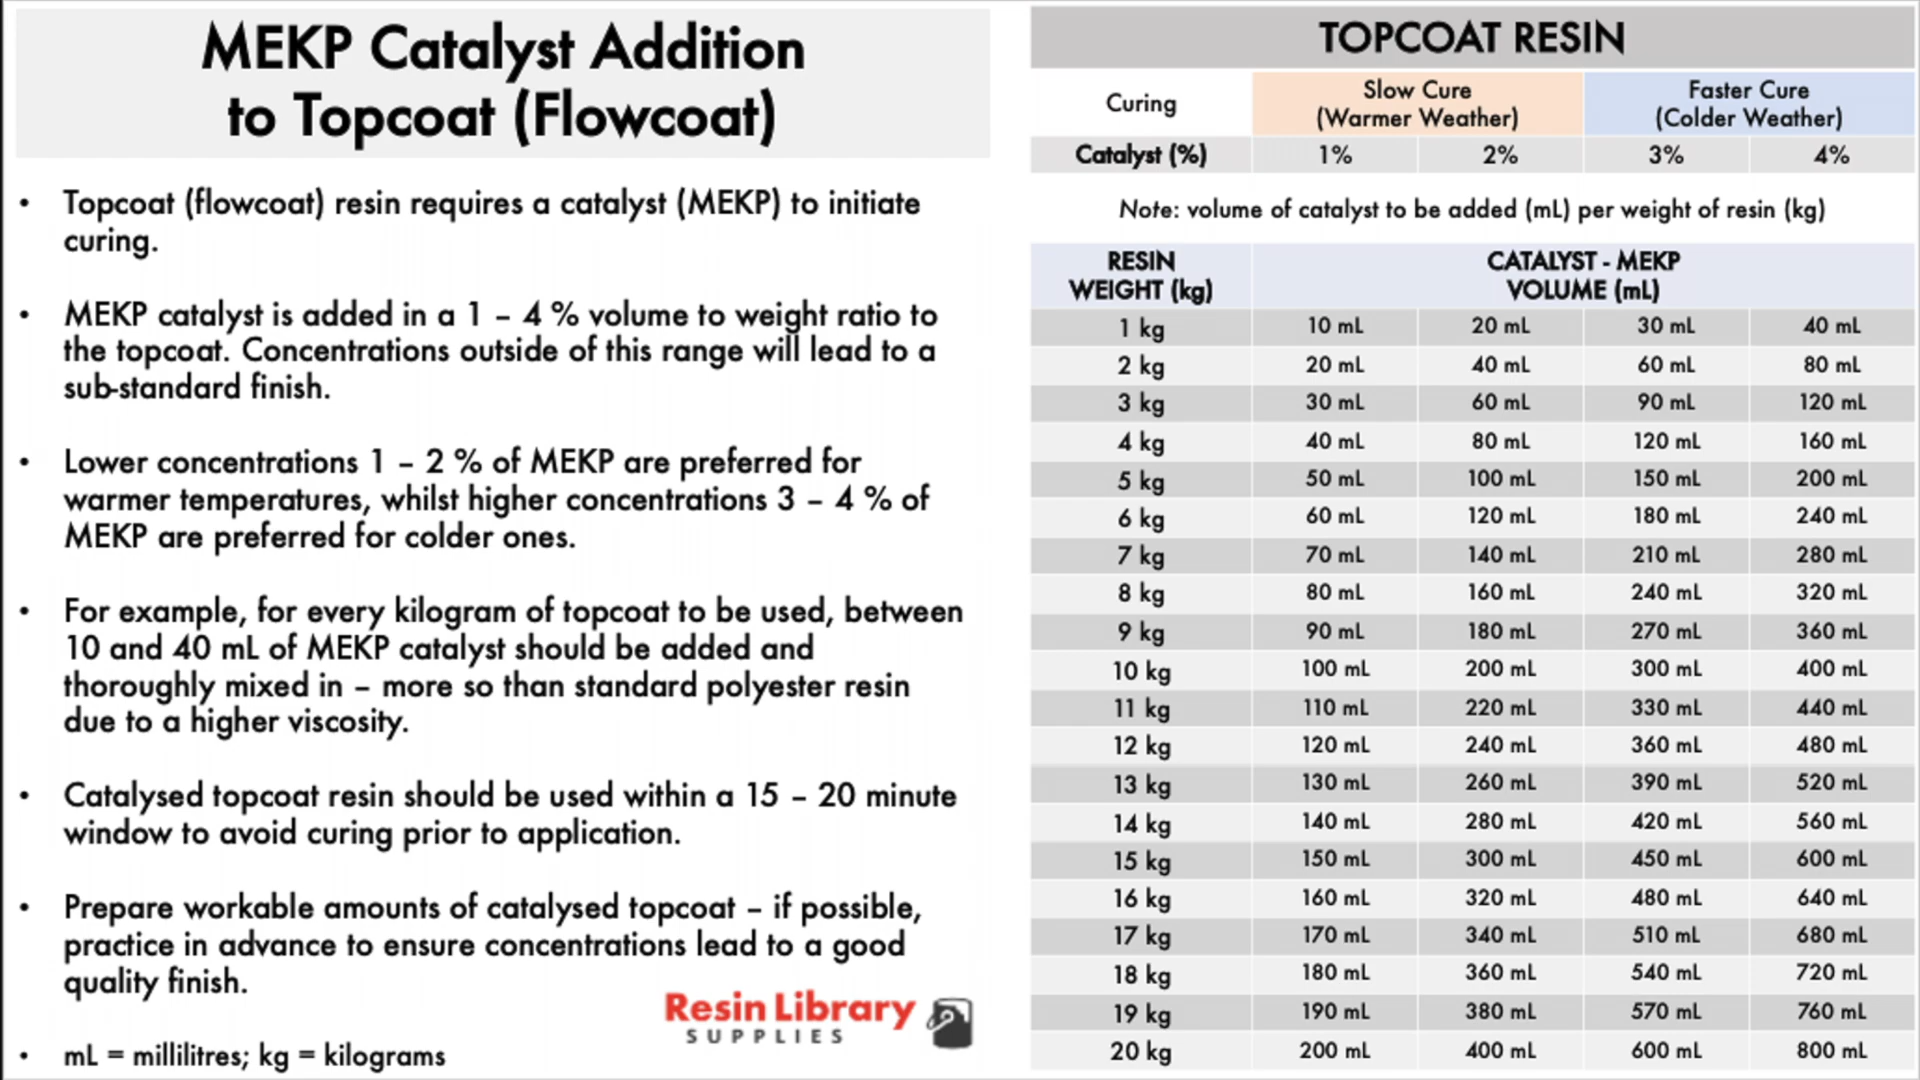 MEKP Catalyst Addition
to Topcoat (Flowcoat)
• Topcoat (flowcoat) resin requires a catalyst (MEKP) to initiate
curing.
• MEKP catalyst is added in a 1 – 4 % volume to weight ratio to
the topcoat. Concentrations outside of this range will lead to a
sub-standard finish.
• Lower concentrations 1 – 2 % of MEKP are preferred for
warmer temperatures, whilst higher concentrations 3 – 4 % of
MEKP are preferred for colder ones.
• For example, for every kilogram of topcoat to be used, between
10 and 40 mL of MEKP catalyst should be added and
thoroughly mixed in – more so than standard polyester resin
due to a higher viscosity.
• Catalysed topcoat resin should be used within a 15 – 20 minute
window to avoid curing prior to application.
• Prepare workable amounts of catalysed topcoat – if possible,
practice in advance to ensure concentrations lead to a good
quality finish.
• mL = millilitres; kg = kilograms
Resin Library
SUPPLIES
TOPCOAT RESIN
Curing
Slow Cure
(Warmer Weather)
Faster Cure
(Colder Weather)
Catalyst (%) 1% 2% 3% 4%
Note: volume of catalyst to be added (mL) per weight of resin (kg)
RESIN
WEIGHT (kg)
CATALYST - MEKP
VOLUME (mL)
1 kg 10 mL 20 mL 30 mL 40 mL
2 kg 20 mL 40 mL 60 mL 80 mL
3 kg 30 mL 60 mL 90 mL 120 mL
4 kg 40 mL 80 mL 120 mL 160 mL
5 kg 50 mL 100 mL 150 mL 200 mL
6 kg 60 mL 120 mL 180 mL 240 mL
7 kg 70 mL 140 mL 210 mL 280 mL
8 kg 80 mL 160 mL 240 mL 320 mL
9 kg 90 mL 180 mL 270 mL 360 mL
10 kg 100 mL 200 mL 300 mL 400 mL
11 kg 110 mL 220 mL 330 mL 440 mL
12 kg 120 mL 240 mL 360 mL 480 mL
13 kg 130 mL 260 mL 390 mL 520 mL
14 kg 140 mL 280 mL 420 mL 560 mL
15 kg 150 mL 300 mL 450 mL 600 mL
16 kg 160 mL 320 mL 480 mL 640 mL
17 kg 170 mL 340 mL 510 mL 680 mL
18 kg 180 mL 360 mL 540 mL 720 mL
19 kg 190 mL 380 mL 570 mL 760 mL
20 kg 200 mL 400 mL 600 mL 800 mL